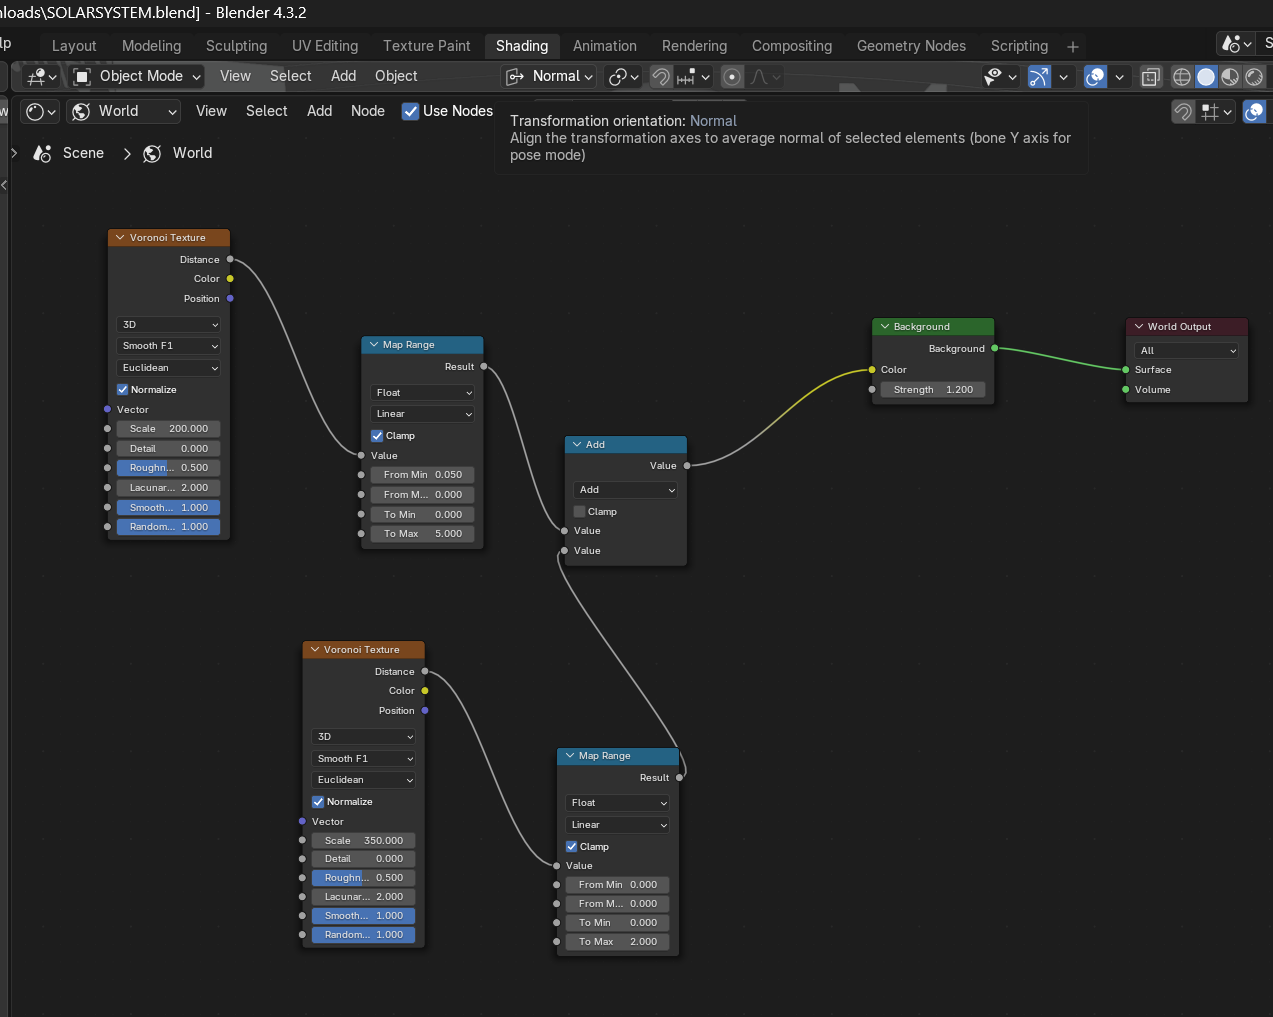 nloads\SOLARSYSTEM.blend] - Blender 4.3.2
lp Layout Modeling Sculpting UV Editing Texture Paint Shading Animation Rendering Compositing Geometry Nodes Scripting + S
Object Mode View Select Add Object Normal
w World View Select Add Node Use Nodes
Transformation orientation: Normal
Align the transformation axes to average normal of selected elements (bone Y axis for
pose mode)
Scene > World
Voronoi Texture
Distance
Color
Position
3D
Smooth F1
Euclidean
Normalize
Vector
Scale 200.000
Detail 0.000
Roughn... 0.500
Lacunar... 2.000
Smooth... 1.000
Random... 1.000
Map Range
Result
Float
Linear
Clamp
Value
From Min 0.050
From M... 0.000
To Min 0.000
To Max 5.000
Add
Value
Add
Clamp
Value
Value
Background
Background
Color
Strength 1.200
World Output
All
Surface
Volume
Voronoi Texture
Distance
Color
Position
3D
Smooth F1
Euclidean
Normalize
Vector
Scale 350.000
Detail 0.000
Roughn... 0.500
Lacunar... 2.000
Smooth... 1.000
Random... 1.000
Map Range
Result
Float
Linear
Clamp
Value
From Min 0.000
From M... 0.000
To Min 0.000
To Max 2.000